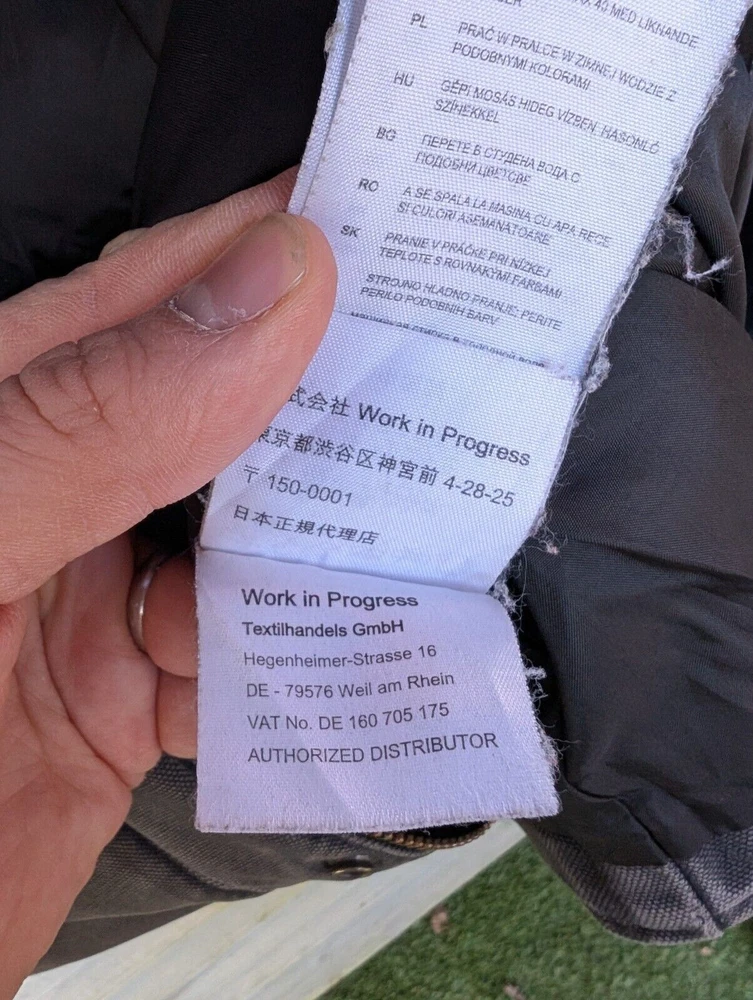 40 MED LIKNANDE
PL PRAĆ W PRALCE W ZIMNEJ WODZIE Z
PODOBNYMI KOLORAMI
HU GÉPI MOSÁS HIDEG VÍZBEN HASONLÓ
SZÍNEKKEL
BG ПЕРЕТЕ В СТУДЕНА ВОДА С
ПОДОБНИ ЦВЕТОВЕ
RO A SE SPALA LA MASINA CU APA RECE
SI CULORI ASEMANATOARE
SK PRANIE V PRÁČKE PRI NÍZKEJ
TEPLOTE S ROVNAKÝMI FARBAMI
STROJNO HLADNO PRANJE: PERITE
PERILO PODOBNIH BARV
式会社 Work in Progress
東京都渋谷区神宮前 4-28-25
〒150-0001
日本正規代理店
Work in Progress
Textilhandels GmbH
Hegenheimer-Strasse 16
DE - 79576 Weil am Rhein
VAT No. DE 160 705 175
AUTHORIZED DISTRIBUTOR